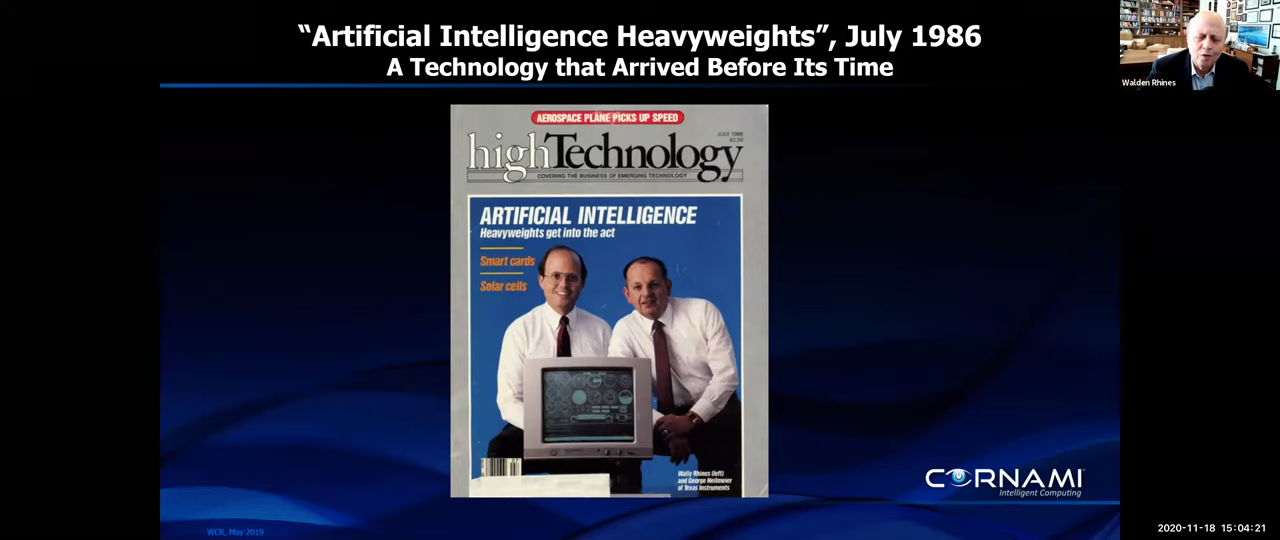 “Artificial Intelligence Heavyweights”, July 1986
A Technology that Arrived Before Its Time
Walden Rhines
AEROSPACE PLANE PICKS UP SPEED
highTechnology
JULY 1986
$2.50
COVERING THE BUSINESS OF EMERGING TECHNOLOGY
ARTIFICIAL INTELLIGENCE
Heavyweights get into the act
Smart cards
Solar cells
Wally Rhines (left)
and George Heilmeier
of Texas Instruments
CORNAMI
Intelligent Computing
WCR, May 2019
2020-11-18 15:04:21